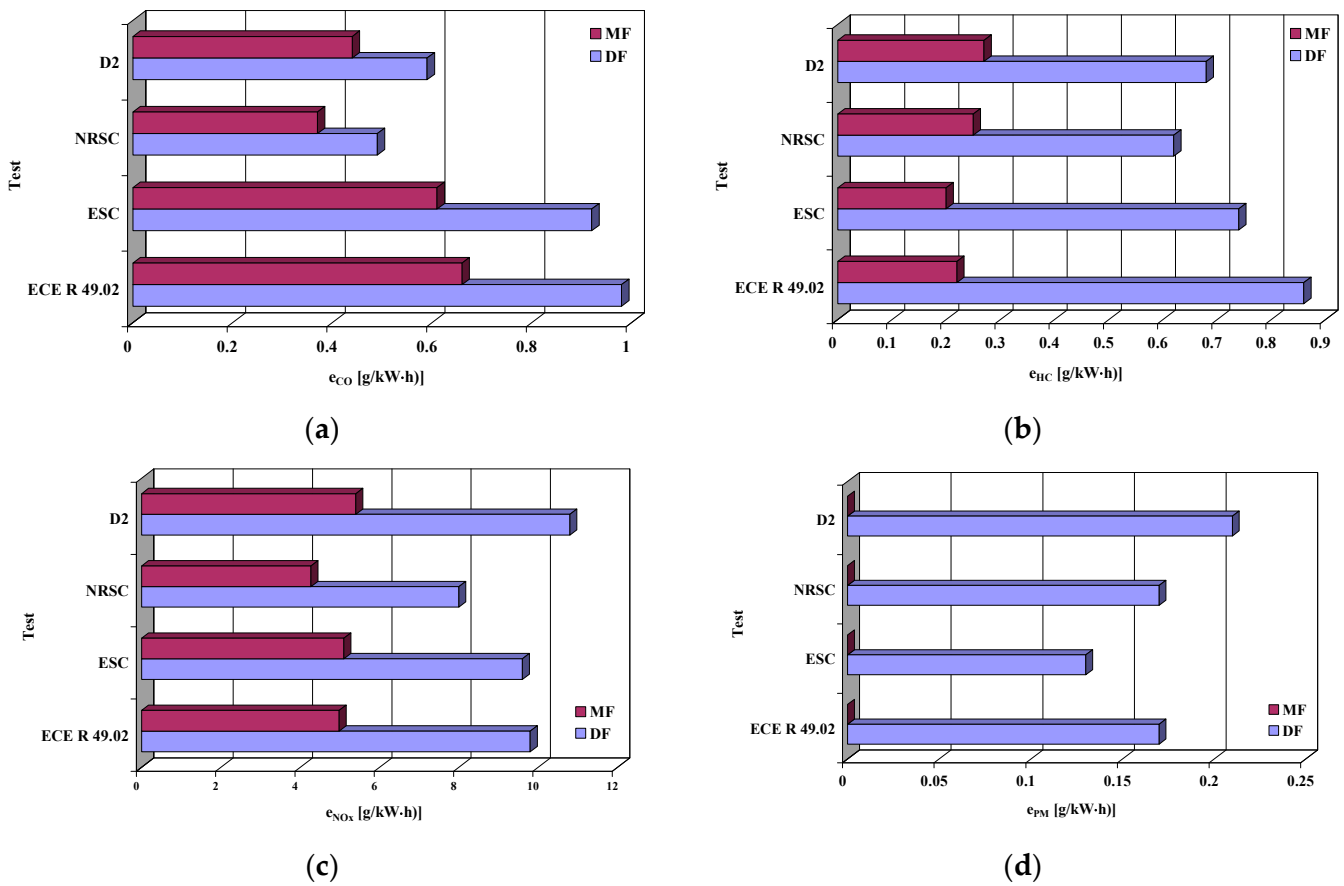 D2
NRSC
ESC
ECE R 49.02
Test
MF
DF
0 0.2 0.4 0.6 0.8 1
eCO [g/kW·h)]
(a)
D2
NRSC
ESC
ECE R 49.02
Test
MF
DF
0 0.1 0.2 0.3 0.4 0.5 0.6 0.7 0.8 0.9
eHC [g/kW·h)]
(b)
D2
NRSC
ESC
ECE R 49.02
Test
MF
DF
0 2 4 6 8 10 12
eNOx [g/kW·h)]
(c)
D2
NRSC
ESC
ECE R 49.02
Test
MF
DF
0 0.05 0.1 0.15 0.2 0.25
ePM [g/kW·h)]
(d)